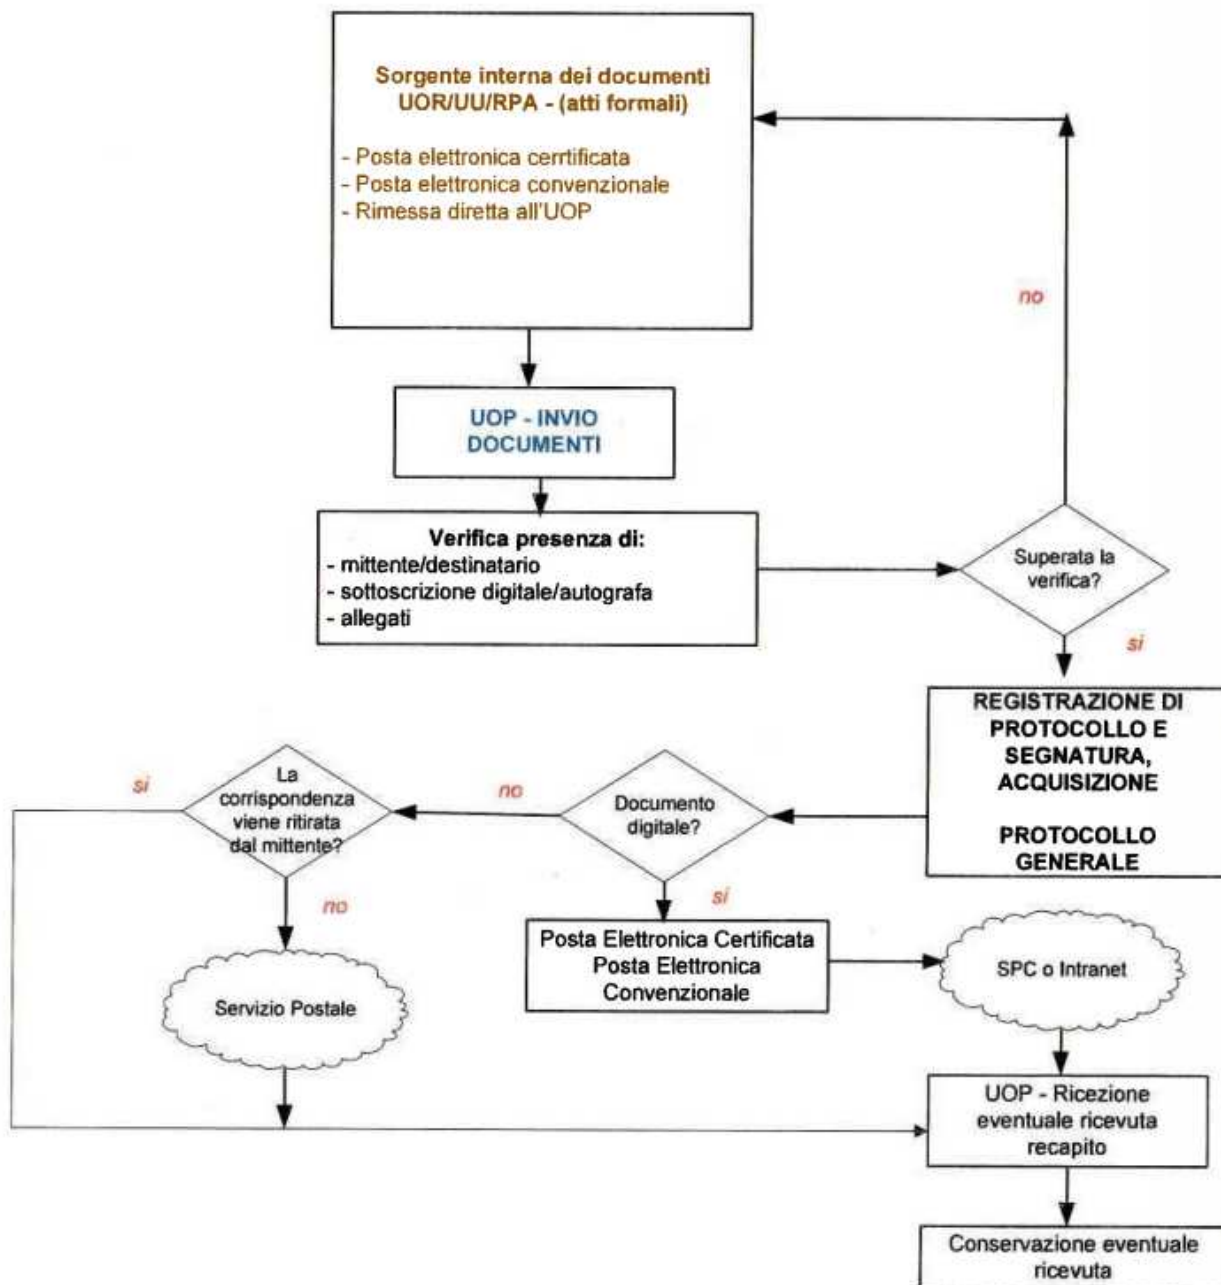 Sorgente interna dei documenti
UOR/UU/RPA - (atti formali)
- Posta elettronica cerrtificata
- Posta elettronica convenzionale
- Rimessa diretta all'UOP
no
UOP - INVIO
DOCUMENTI
Verifica presenza di:
- mittente/destinatario
- sottoscrizione digitale/autografa
- allegati
Superata la
verifica?
si
REGISTRAZIONE DI
PROTOCOLLO E
SEGNATURA,
ACQUISIZIONE
PROTOCOLLO
GENERALE
Documento
digitale?
no
La
corrispondenza
viene ritirata
dal mittente?
si
no
si
Posta Elettronica Certificata
Posta Elettronica
Convenzionale
SPC o Intranet
Servizio Postale
UOP - Ricezione
eventuale ricevuta
recapito
Conservazione eventuale
ricevuta